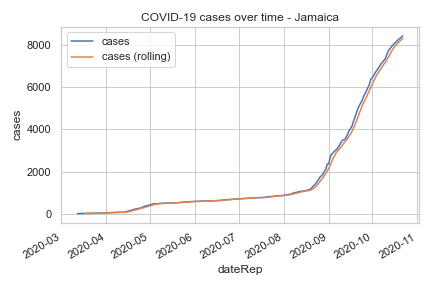 COVID-19 cases over time - Jamaica
cases
cases (rolling)
cases
8000
6000
4000
2000
0
2020-03
2020-04
2020-05
2020-06
2020-07
2020-08
2020-09
2020-10
2020-11
dateRep